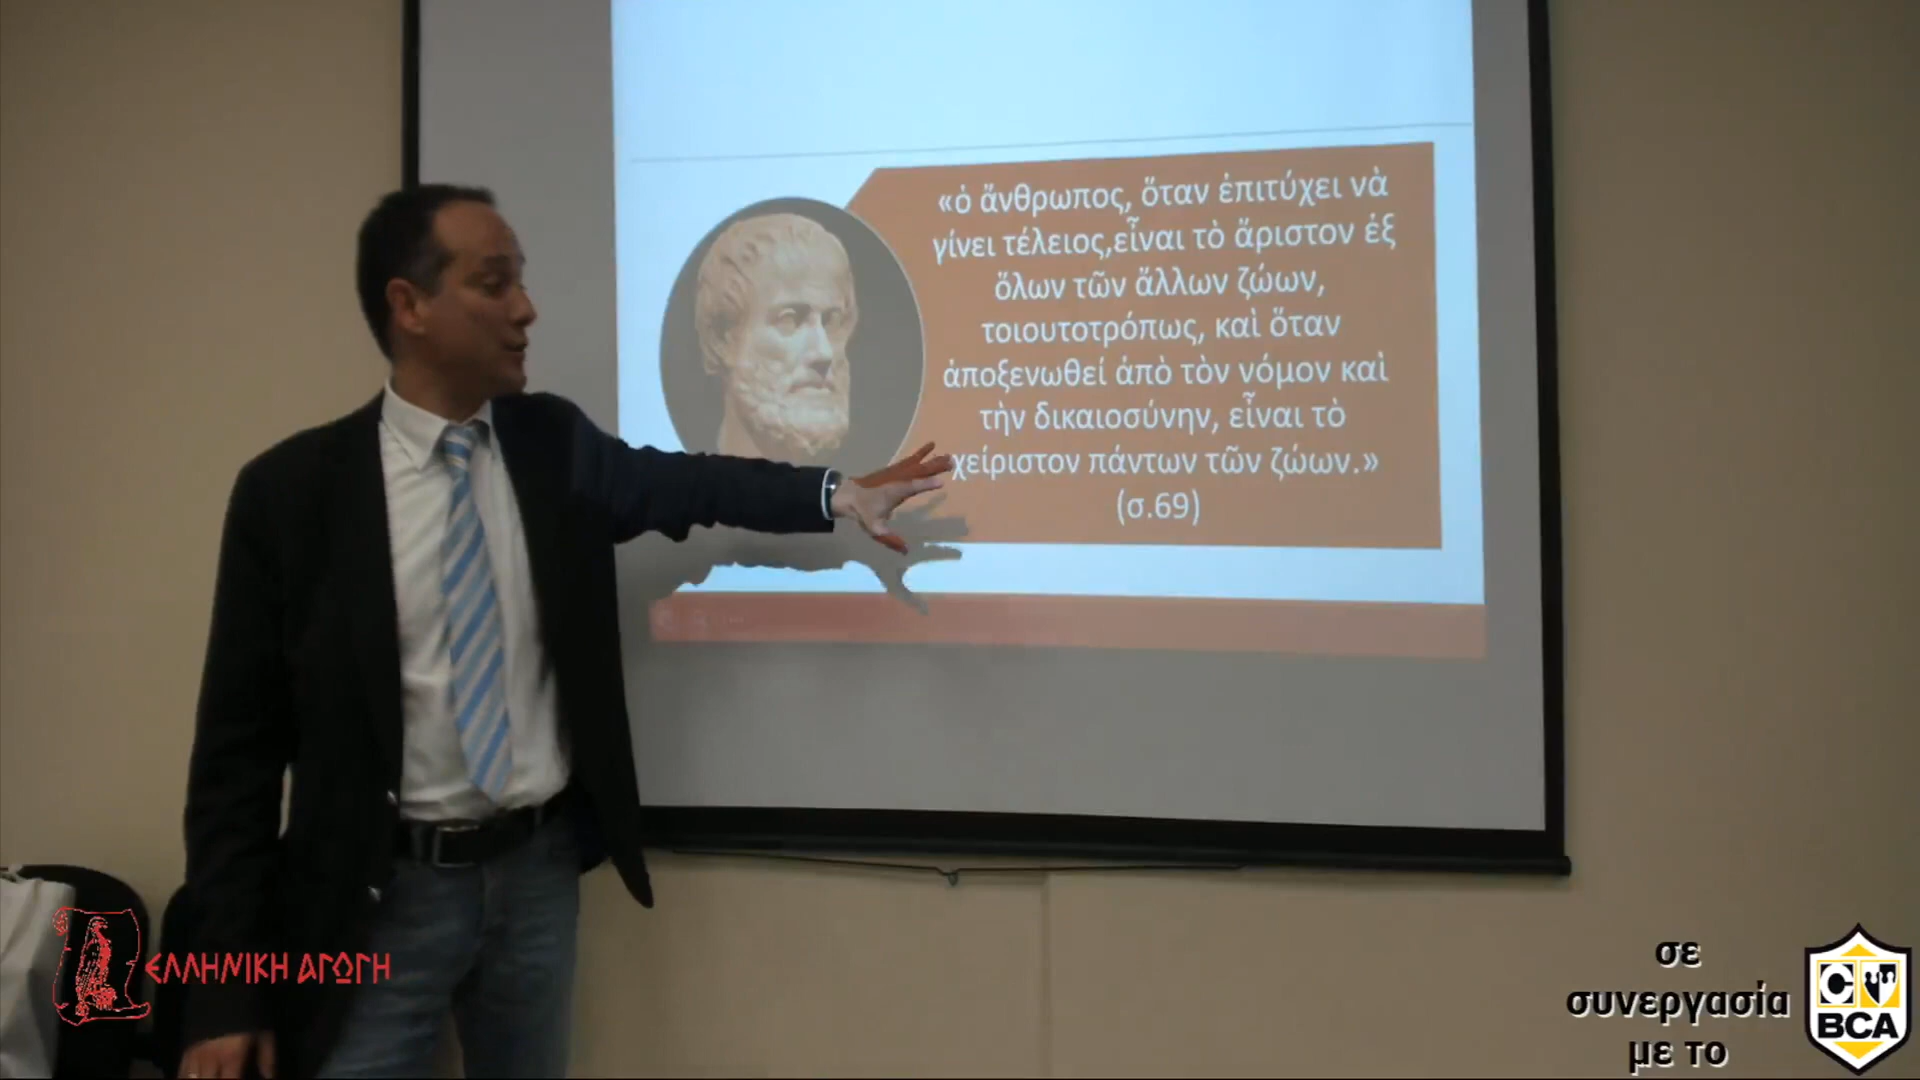 «ὁ ἄνθρωπος, ὅταν ἐπιτύχει νὰ
γίνει τέλειος,εἶναι τὸ ἄριστον ἐξ
ὅλων τῶν ἄλλων ζώων,
τοιουτοτρόπως, καὶ ὅταν
ἀποξενωθεί ἀπὸ τὸν νόμον καὶ
τὴν δικαιοσύνην, εἶναι τὸ
χείριστον πάντων τῶν ζώων.»
(σ.69)
ΕΛΛΗΝΙΚΗ ΑΓΩΓΗ
σε
συνεργασία
με το
BCA